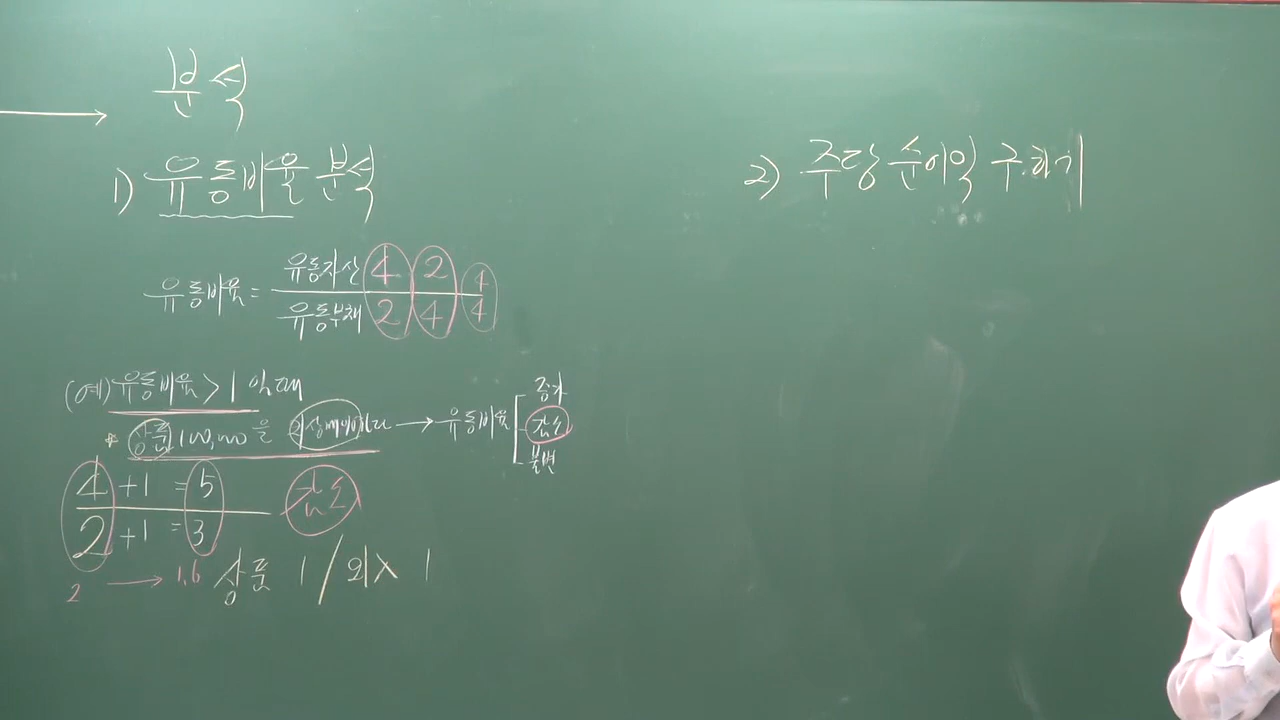 분석
1) 유동비율 분석
유동비율 = 유동자산 4 2 4
유동부채 2 4 4
(예) 유동비율 > 1 일때
* 상품 100,000을 외상매입하다 → 유동비율
증가
감소
불변
4 + 1 = 5
2 + 1 = 3
감소
2 → 1.6
상품 1 / 외入 1
2) 주당순이익 구하기